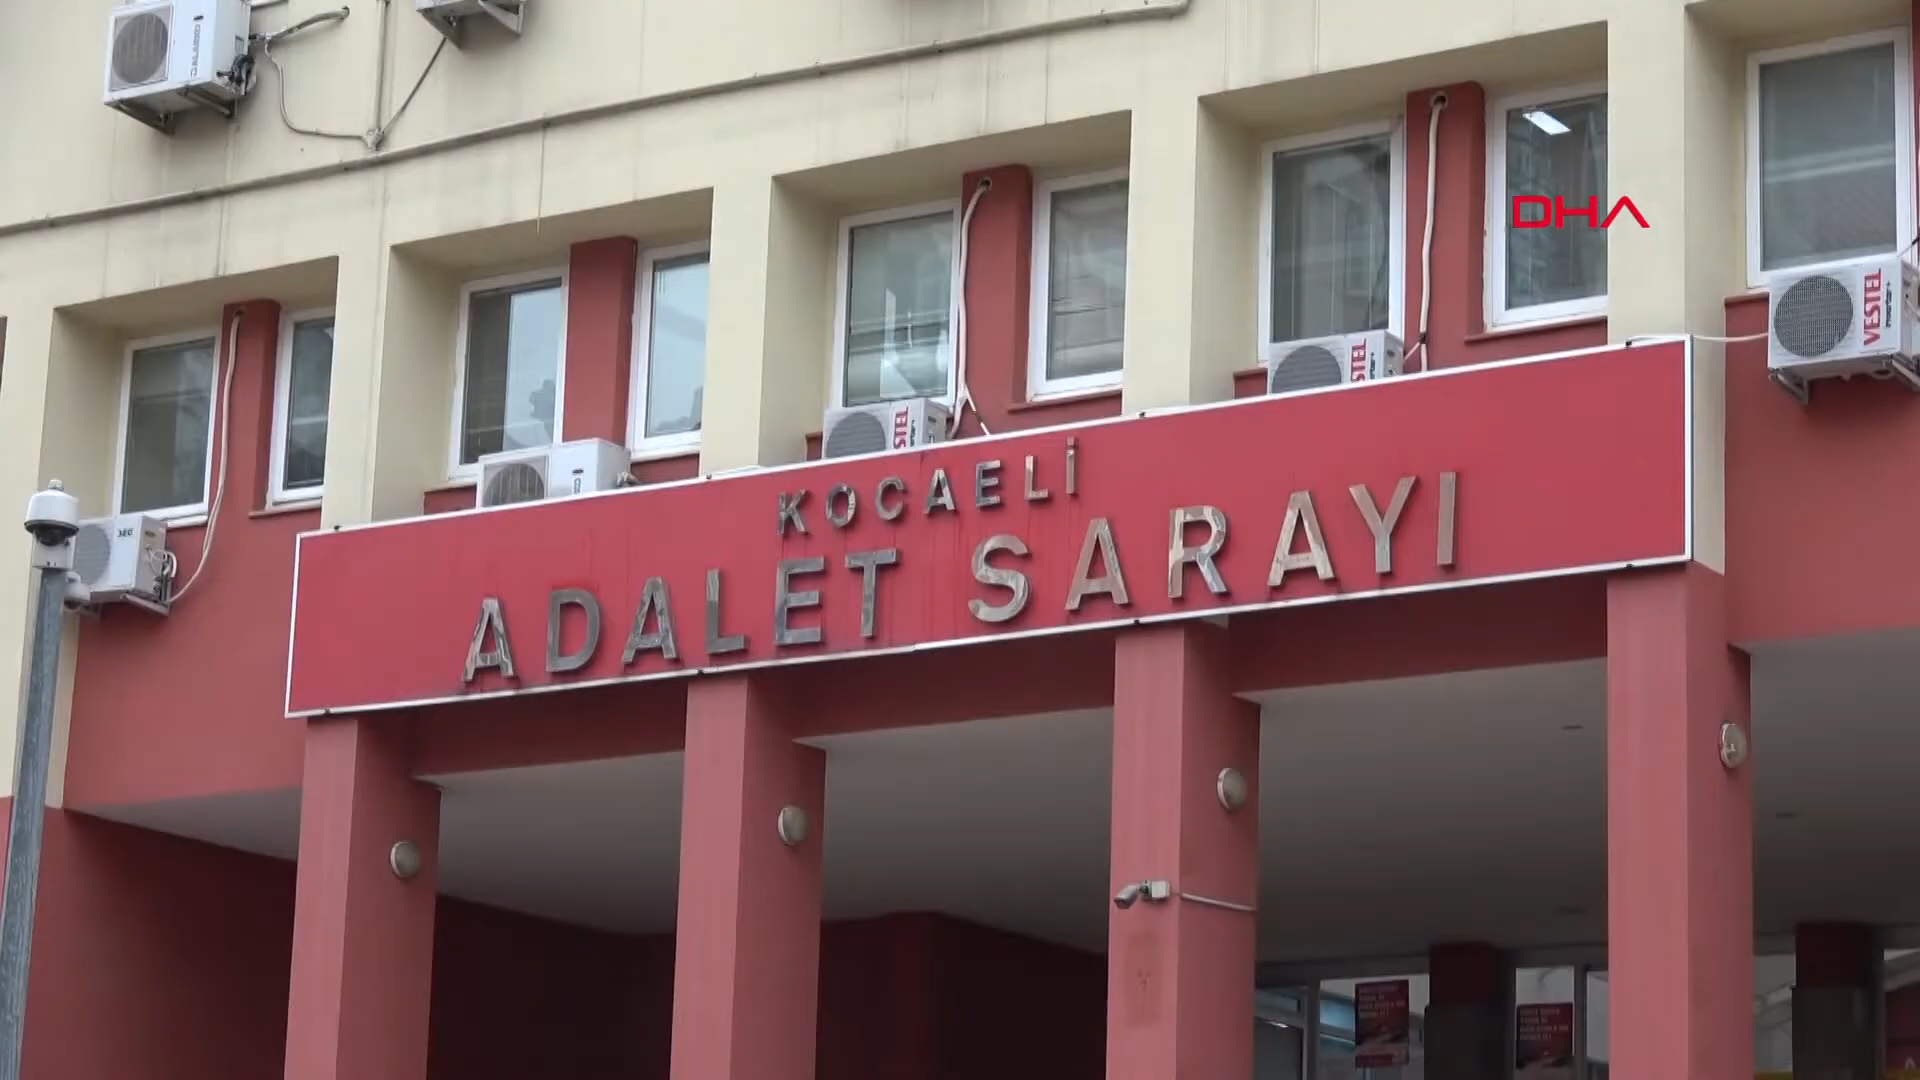 DHA
VESTEL
VESTEL
VESTEL
KOCAELİ
ADALET SARAYI